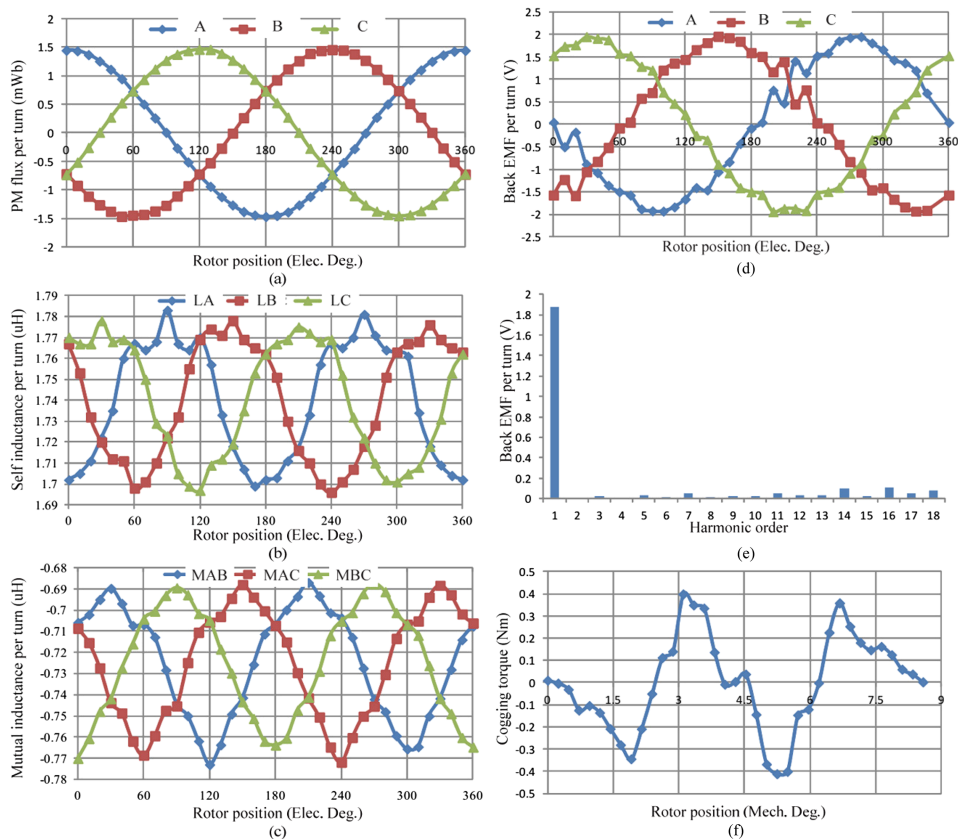 A B C
2
1.5
1
0.5
0
-0.5
-1
-1.5
-2
0 60 120 180 240 300 360
PM flux per turn (mWb)
Rotor position (Elec. Deg.)
(a)
A B C
2.5
2
1.5
1
0.5
0
-0.5
-1
-1.5
-2
-2.5
0 60 120 180 240 300 360
Back EMF per turn (V)
Rotor position (Elec. Deg.)
(d)
LA LB LC
1.79
1.78
1.77
1.76
1.75
1.74
1.73
1.72
1.71
1.7
1.69
0 60 120 180 240 300 360
Self inductance per turn (uH)
Rotor position (Elec. Deg.)
(b)
2
1.8
1.6
1.4
1.2
1
0.8
0.6
0.4
0.2
0
1 2 3 4 5 6 7 8 9 10 11 12 13 14 15 16 17 18
Back EMF per turn (V)
Harmonic order
(e)
MAB MAC MBC
-0.68
-0.69
-0.7
-0.71
-0.72
-0.73
-0.74
-0.75
-0.76
-0.77
-0.78
0 60 120 180 240 300 360
Mutual inductance per turn (uH)
Rotor position (Elec. Deg.)
(c)
0.5
0.4
0.3
0.2
0.1
0
-0.1
-0.2
-0.3
-0.4
-0.5
0 1.5 3 4.5 6 7.5 9
Cogging torque (Nm)
Rotor position (Mech. Deg.)
(f)